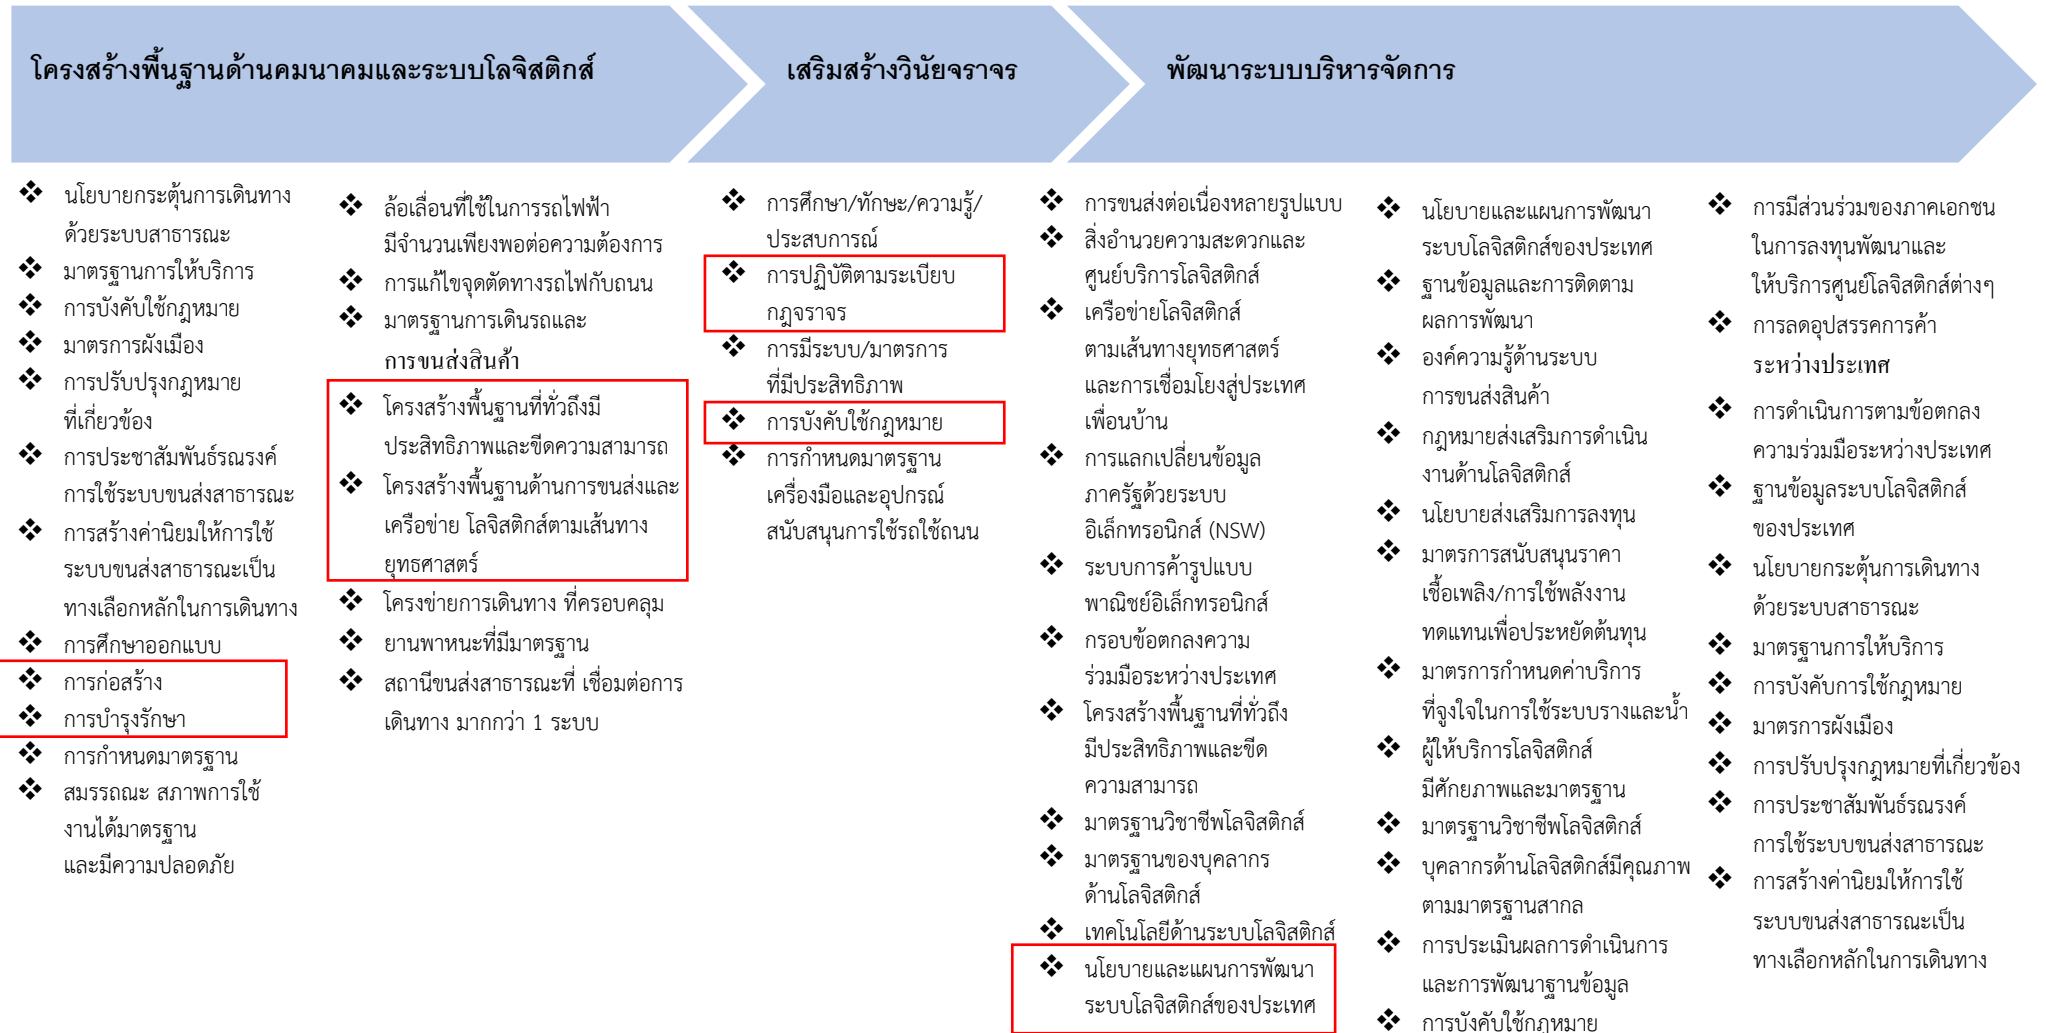 โครงสร้างพื้นฐานด้านคมนาคมและระบบโลจิสติกส์
เสริมสร้างวินัยจราจร
พัฒนาระบบบริหารจัดการ
❖ นโยบายกระตุ้นการเดินทาง
ด้วยระบบสาธารณะ
❖ มาตรฐานการให้บริการ
❖ การบังคับใช้กฎหมาย
❖ มาตรการผังเมือง
❖ การปรับปรุงกฎหมาย
ที่เกี่ยวข้อง
❖ การประชาสัมพันธ์รณรงค์
การใช้ระบบขนส่งสาธารณะ
❖ การสร้างค่านิยมให้การใช้
ระบบขนส่งสาธารณะเป็น
ทางเลือกหลักในการเดินทาง
❖ การศึกษาออกแบบ
❖ การก่อสร้าง
❖ การบำรุงรักษา
❖ การกำหนดมาตรฐาน
❖ สมรรถณะ สภาพการใช้
งานได้มาตรฐาน
และมีความปลอดภัย
❖ ล้อเลื่อนที่ใช้ในการรถไฟฟ้า
มีจำนวนเพียงพอต่อความต้องการ
❖ การแก้ไขจุดตัดทางรถไฟกับถนน
❖ มาตรฐานการเดินรถและ
การขนส่งสินค้า
❖ โครงสร้างพื้นฐานที่ทั่วถึงมี
ประสิทธิภาพและขีดความสามารถ
❖ โครงสร้างพื้นฐานด้านการขนส่งและ
เครือข่าย โลจิสติกส์ตามเส้นทาง
ยุทธศาสตร์
❖ โครงข่ายการเดินทาง ที่ครอบคลุม
❖ ยานพาหนะที่มีมาตรฐาน
❖ สถานีขนส่งสาธารณะที่ เชื่อมต่อการ
เดินทาง มากกว่า 1 ระบบ
❖ การศึกษา/ทักษะ/ความรู้/
ประสบการณ์
❖ การปฏิบัติตามระเบียบ
กฎจราจร
❖ การมีระบบ/มาตรการ
ที่มีประสิทธิภาพ
❖ การบังคับใช้กฎหมาย
❖ การกำหนดมาตรฐาน
เครื่องมือและอุปกรณ์
สนับสนุนการใช้รถใช้ถนน
❖ การขนส่งต่อเนื่องหลายรูปแบบ
❖ สิ่งอำนวยความสะดวกและ
ศูนย์บริการโลจิสติกส์
❖ เครือข่ายโลจิสติกส์
ตามเส้นทางยุทธศาสตร์
และการเชื่อมโยงสู่ประเทศ
เพื่อนบ้าน
❖ การแลกเปลี่ยนข้อมูล
ภาครัฐด้วยระบบ
อิเล็กทรอนิกส์ (NSW)
❖ ระบบการค้ารูปแบบ
พาณิชย์อิเล็กทรอนิกส์
❖ กรอบข้อตกลงความ
ร่วมมือระหว่างประเทศ
❖ โครงสร้างพื้นฐานที่ทั่วถึง
มีประสิทธิภาพและขีด
ความสามารถ
❖ มาตรฐานวิชาชีพโลจิสติกส์
❖ มาตรฐานของบุคลากร
ด้านโลจิสติกส์
❖ เทคโนโลยีด้านระบบโลจิสติกส์
❖ นโยบายและแผนการพัฒนา
ระบบโลจิสติกส์ของประเทศ
❖ นโยบายและแผนการพัฒนา
ระบบโลจิสติกส์ของประเทศ
❖ ฐานข้อมูลและการติดตาม
ผลการพัฒนา
❖ องค์ความรู้ด้านระบบ
การขนส่งสินค้า
❖ กฎหมายส่งเสริมการดำเนิน
งานด้านโลจิสติกส์
❖ นโยบายส่งเสริมการลงทุน
❖ มาตรการสนับสนุนราคา
เชื้อเพลิง/การใช้พลังงาน
ทดแทนเพื่อประหยัดต้นทุน
❖ มาตรการกำหนดค่าบริการ
ที่จูงใจในการใช้ระบบรางและน้ำ
❖ ผู้ให้บริการโลจิสติกส์
มีศักยภาพและมาตรฐาน
❖ มาตรฐานวิชาชีพโลจิสติกส์
❖ บุคลากรด้านโลจิสติกส์มีคุณภาพ
ตามมาตรฐานสากล
❖ การประเมินผลการดำเนินการ
และการพัฒนาฐานข้อมูล
❖ การบังคับใช้กฎหมาย
❖ การมีส่วนร่วมของภาคเอกชน
ในการลงทุนพัฒนาและ
ให้บริการศูนย์โลจิสติกส์ต่างๆ
❖ การลดอุปสรรคการค้า
ระหว่างประเทศ
❖ การดำเนินการตามข้อตกลง
ความร่วมมือระหว่างประเทศ
❖ ฐานข้อมูลระบบโลจิสติกส์
ของประเทศ
❖ นโยบายกระตุ้นการเดินทาง
ด้วยระบบสาธารณะ
❖ มาตรฐานการให้บริการ
❖ การบังคับการใช้กฎหมาย
❖ มาตรการผังเมือง
❖ การปรับปรุงกฎหมายที่เกี่ยวข้อง
❖ การประชาสัมพันธ์รณรงค์
การใช้ระบบขนส่งสาธารณะ
❖ การสร้างค่านิยมให้การใช้
ระบบขนส่งสาธารณะเป็น
ทางเลือกหลักในการเดินทาง